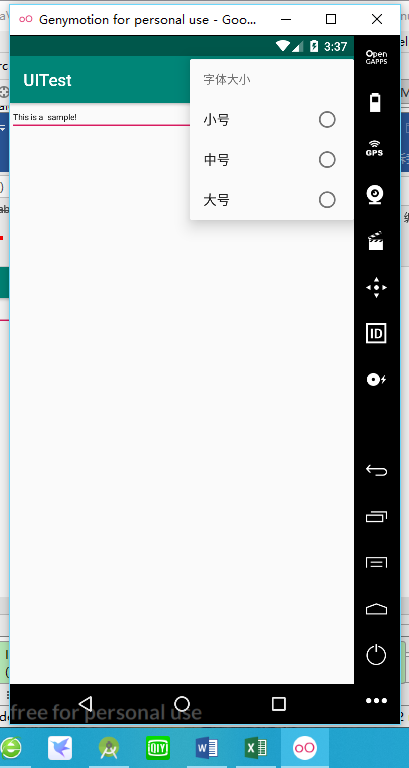 Genymotion for personal use - Goo...
3:37
Open
GAPPS
UITest
字体大小
This is a sample!
小号
中号
大号
GPS
ID
free for personal use
QIY